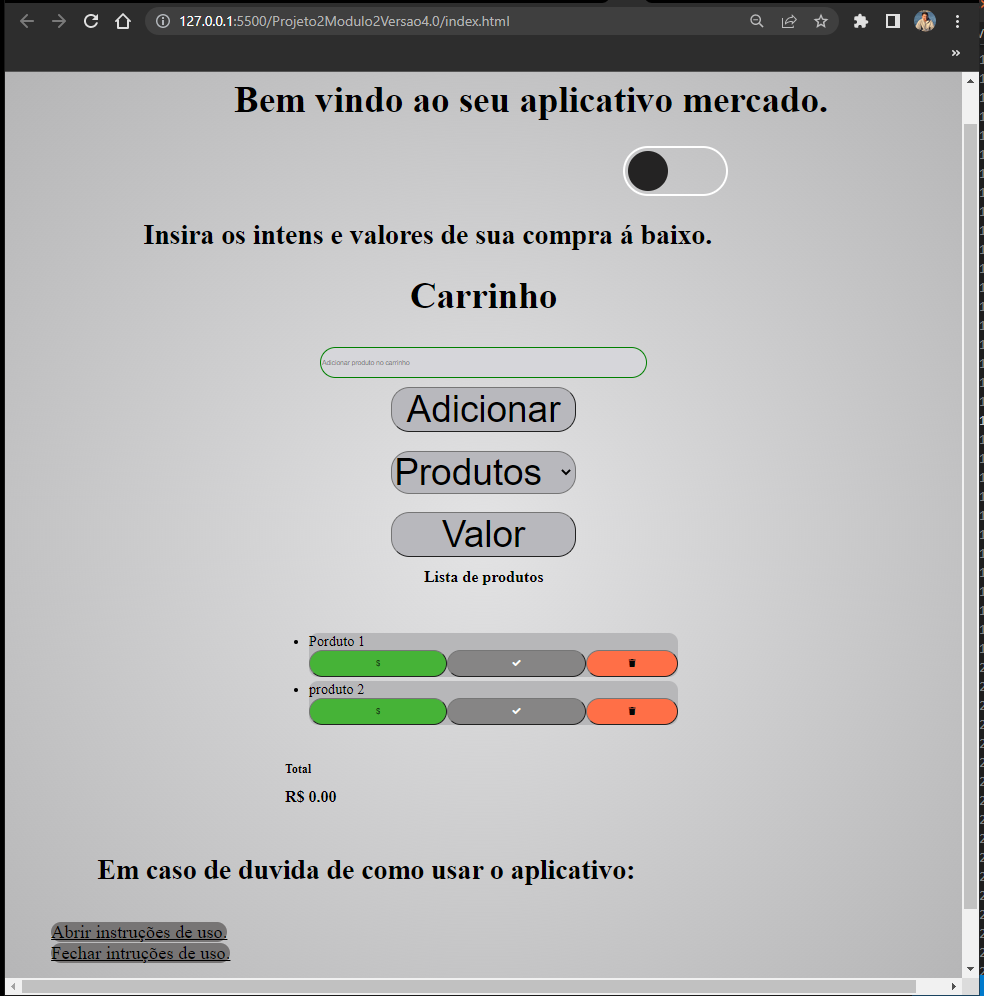 127.0.0.1:5500/Projeto2Modulo2Versao4.0/index.html
»
Bem vindo ao seu aplicativo mercado.
Insira os intens e valores de sua compra á baixo.
Carrinho
Adicionar produto no carrinho
Adicionar
Produtos
Valor
Lista de produtos
Porduto 1
$
produto 2
$
Total
R$ 0.00
Em caso de duvida de como usar o aplicativo:
Abrir instruções de uso.
Fechar intruções de uso.